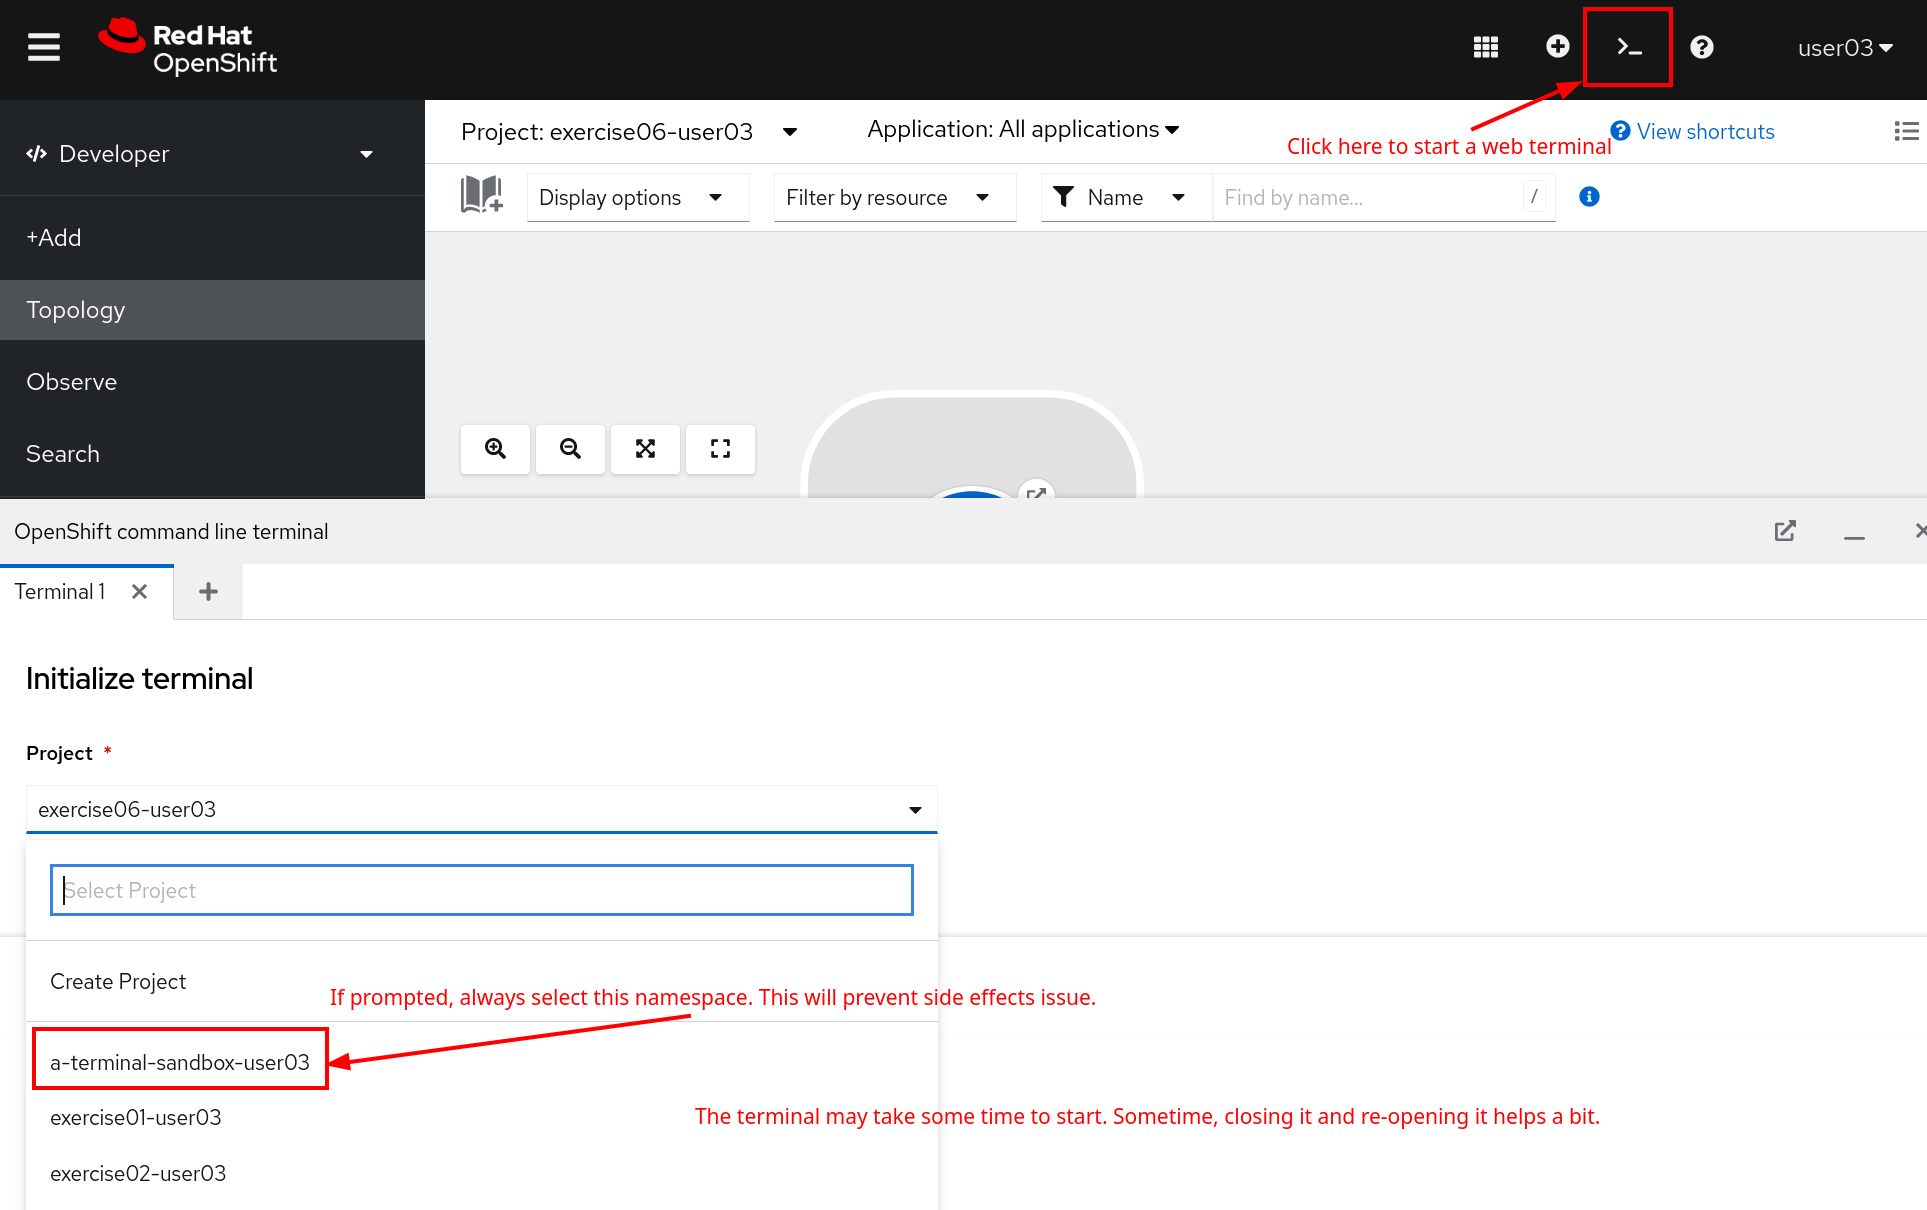 Red Hat
OpenShift
user03
Developer
Project: exercise06-user03
Application: All applications
Click here to start a web terminal
View shortcuts
Display options
Filter by resource
Name
Find by name...
/
+Add
Topology
Observe
Search
OpenShift command line terminal
Terminal 1
Initialize terminal
Project *
exercise06-user03
Select Project
Create Project
If prompted, always select this namespace. This will prevent side effects issue.
a-terminal-sandbox-user03
exercise01-user03
The terminal may take some time to start. Sometime, closing it and re-opening it helps a bit.
exercise02-user03